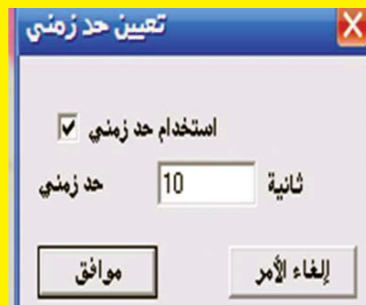 تعيين حد زمني
استخدام حد زمني
حد زمني 10 ثانية
موافق إلغاء الأمر